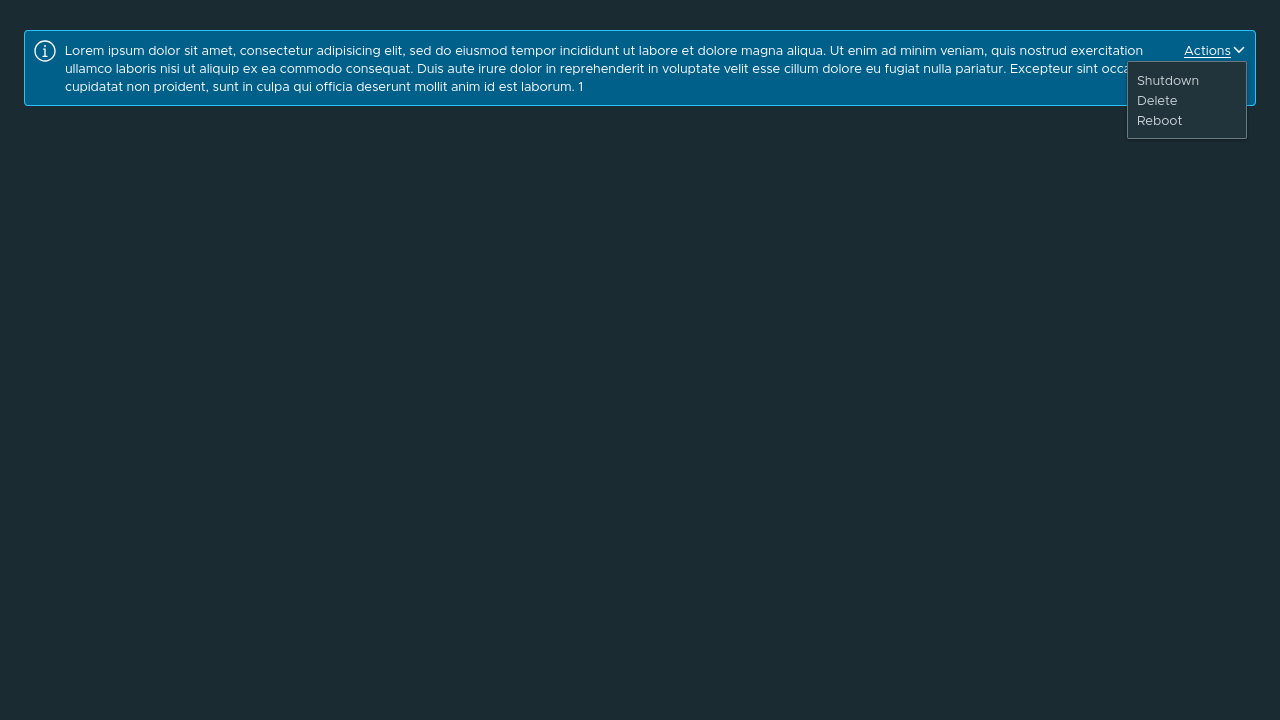 Lorem ipsum dolor sit amet, consectetur adipisicing elit, sed do eiusmod tempor incididunt ut labore et dolore magna aliqua. Ut enim ad minim veniam, quis nostrud exercitation
ullamco laboris nisi ut aliquip ex ea commodo consequat. Duis aute irure dolor in reprehenderit in voluptate velit esse cillum dolore eu fugiat nulla pariatur. Excepteur sint
cupidatat non proident, sunt in culpa qui officia deserunt mollit anim id est laborum. 1
Actions
Shutdown
Delete
Reboot